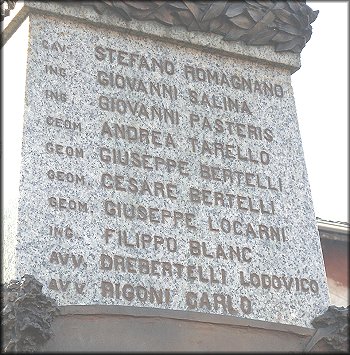 CAV. STEFANO ROMAGNANO
ING. GIOVANNI SALINA
ING. GIOVANNI PASTERIS
GEOM. ANDREA TARELLO
GEOM. GIUSEPPE BERTELLI
GEOM. CESARE BERTELLI
GEOM. GIUSEPPE LOCARNI
ING. FILIPPO BLANC
AVV. DREBERTELLI LODOVICO
AVV. RIGONI CARLO